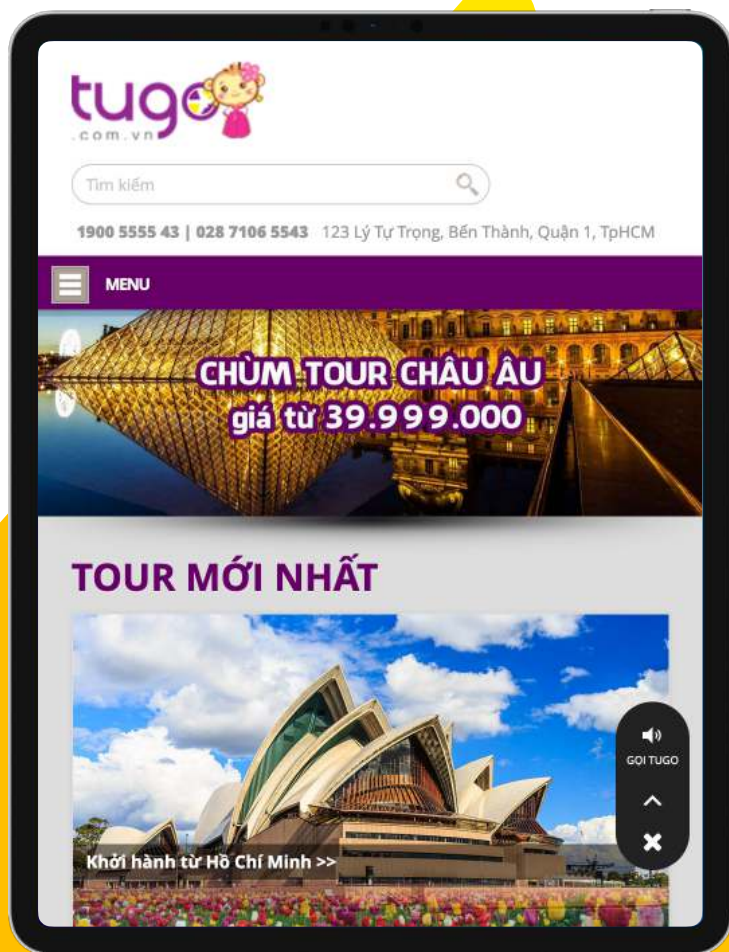 tugo
.com.vn
Tìm kiếm
1900 5555 43 | 028 7106 5543 123 Lý Tự Trọng, Bến Thành, Quận 1, TpHCM
MENU
CHÙM TOUR CHÂU ÂU
giá từ 39.999.000
TOUR MỚI NHẤT
GỌI TUGO
Khởi hành từ Hồ Chí Minh >>